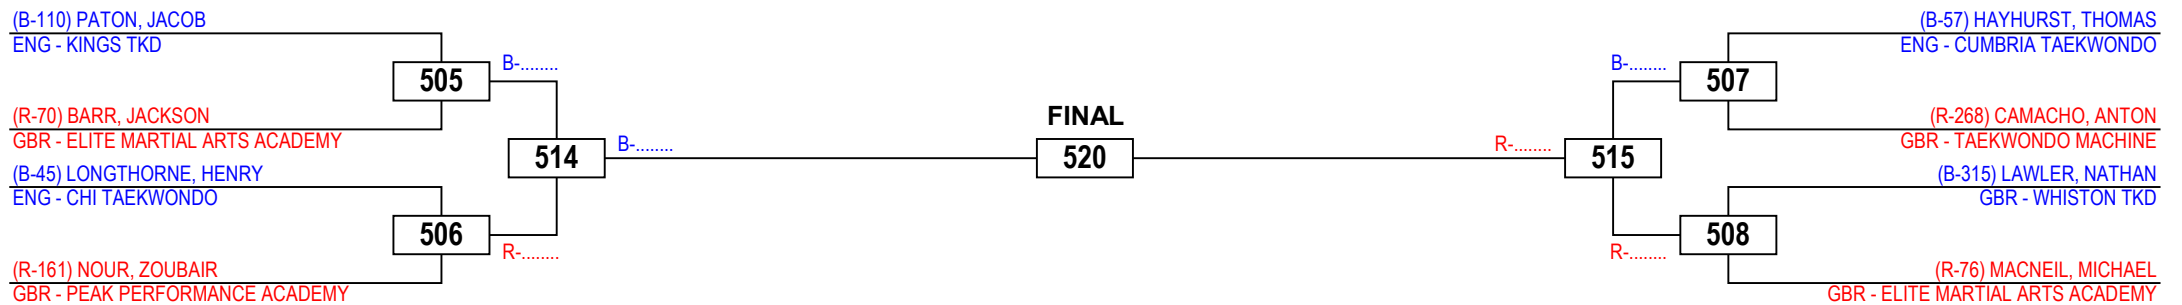 (B-110) PATON, JACOB
ENG - KINGS TKD
505
B-........
(R-70) BARR, JACKSON
GBR - ELITE MARTIAL ARTS ACADEMY
514
B-........
(B-45) LONGTHORNE, HENRY
ENG - CHI TAEKWONDO
506
R-........
(R-161) NOUR, ZOUBAIR
GBR - PEAK PERFORMANCE ACADEMY
FINAL
520
(B-57) HAYHURST, THOMAS
ENG - CUMBRIA TAEKWONDO
B-........
507
(R-268) CAMACHO, ANTON
GBR - TAEKWONDO MACHINE
R-........
515
(B-315) LAWLER, NATHAN
GBR - WHISTON TKD
508
R-........
(R-76) MACNEIL, MICHAEL
GBR - ELITE MARTIAL ARTS ACADEMY